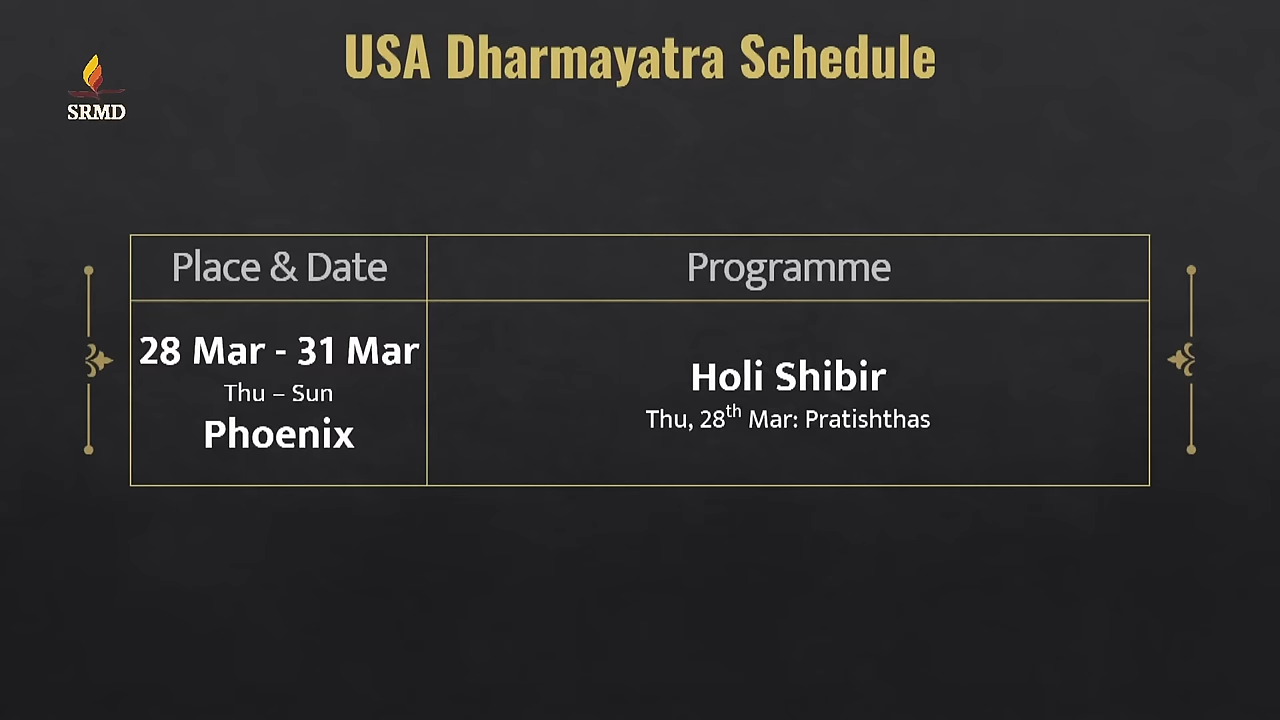 USA Dharmayatra Schedule
SRMD
Place & Date
Programme
28 Mar - 31 Mar
Thu – Sun
Phoenix
Holi Shibir
Thu, 28th Mar: Pratishthas